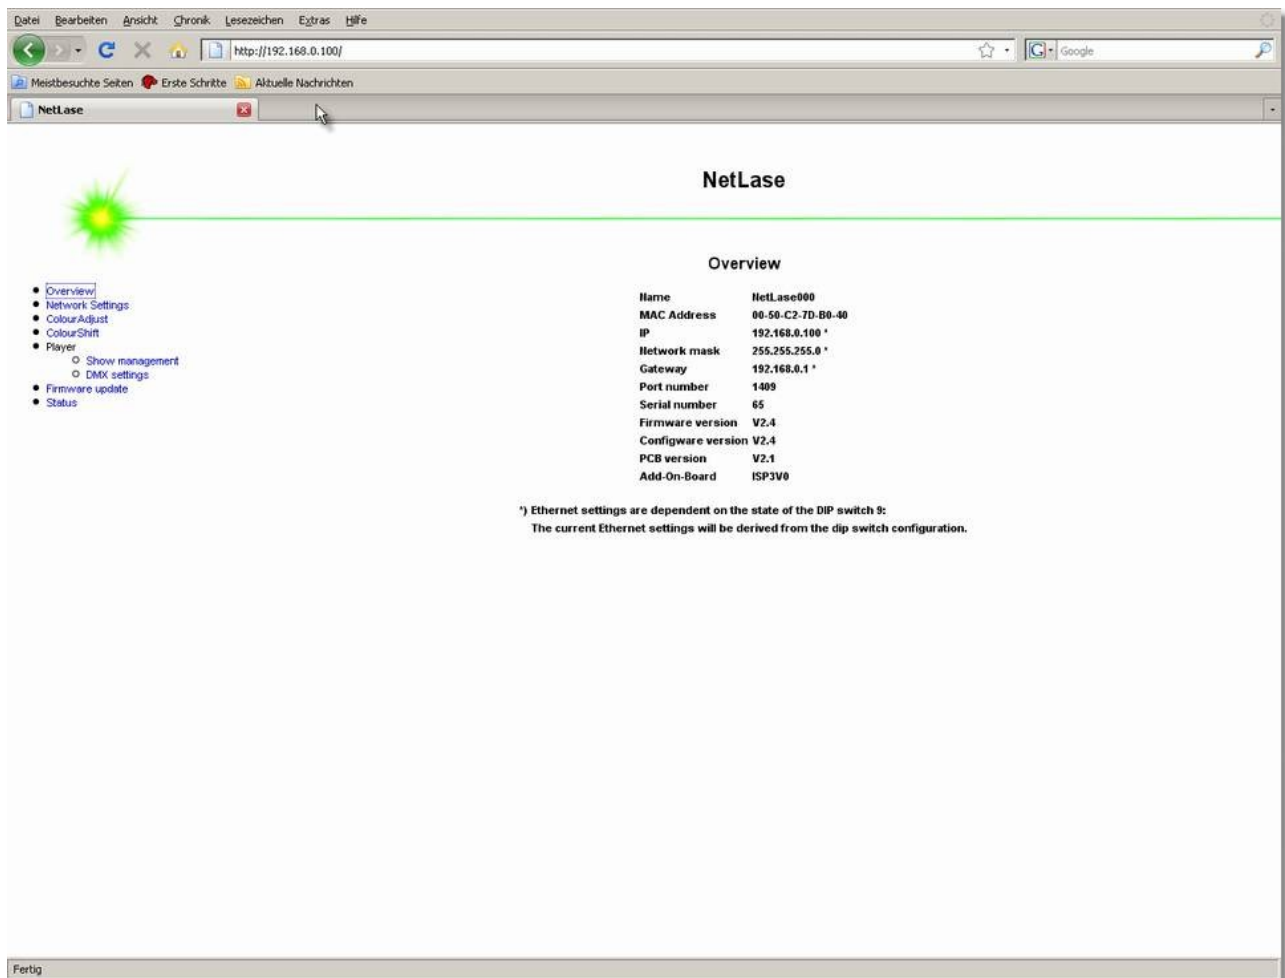 Datei Bearbeiten Ansicht Chronik Lesezeichen Extras Hilfe
http://192.168.0.100/ Google
Meistbesuchte Seiten Erste Schritte Aktuelle Nachrichten
NetLase
NetLase
Overview
Overview
Network Settings
ColourAdjust
ColourShift
Player
Show management
DMX settings
Firmware update
Status
Name NetLase000
MAC Address 00-50-C2-7D-B0-40
IP 192.168.0.100 *
Network mask 255.255.255.0 *
Gateway 192.168.0.1 *
Port number 1409
Serial number 65
Firmware version V2.4
Configware version V2.4
PCB version V2.1
Add-On-Board ISP3V0
*) Ethernet settings are dependent on the state of the DIP switch 9:
The current Ethernet settings will be derived from the dip switch configuration.
Fertig